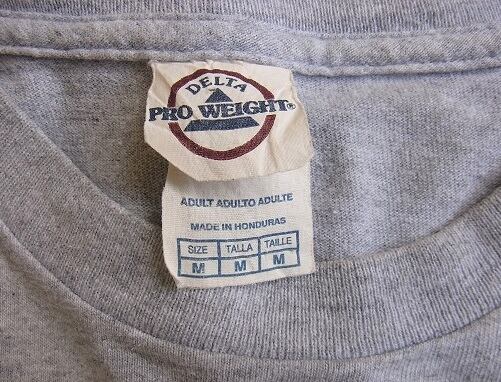 DELTA
PRO WEIGHT®
ADULT ADULTO ADULTE
MADE IN HONDURAS
SIZE TALLA TAILLE
M M M